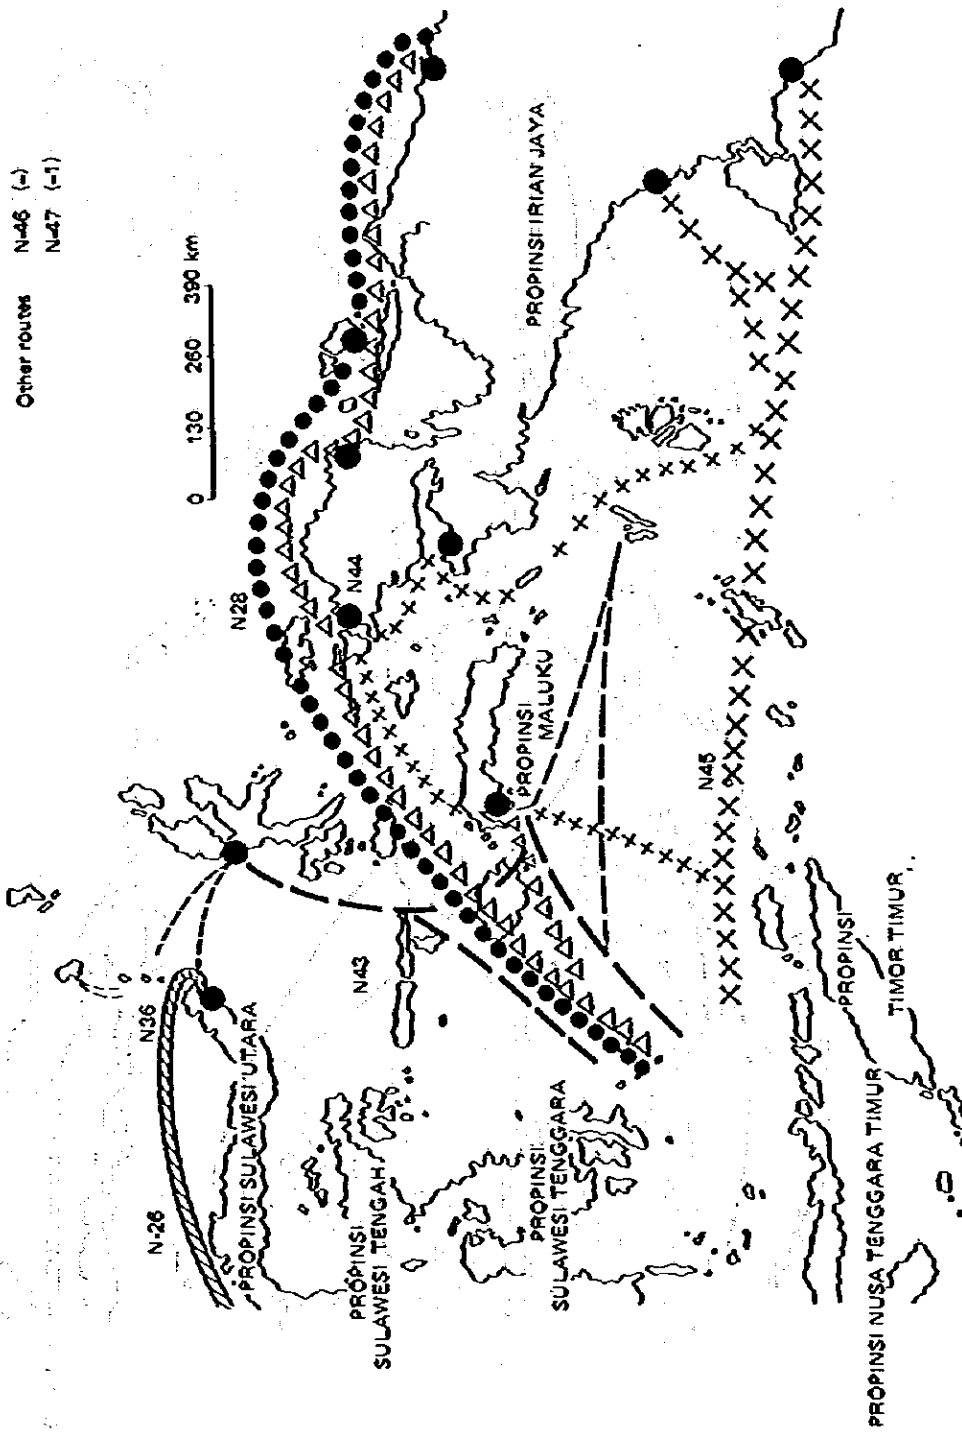 Other routes N-46 (-)
N-47 (-1)
0 130 260 390 km
N28
N44
N36
N-26
N43
N45
PROPINSI IRIAN JAYA
PROPINSI
MALUKU
PROPINSI SULAWESI UTARA
PROPINSI
SULAWESI TENGAH
PROPINSI
SULAWESI TENGGARA
PROPINSI
TIMOR TIMUR
PROPINSI NUSA TENGGARA TIMUR